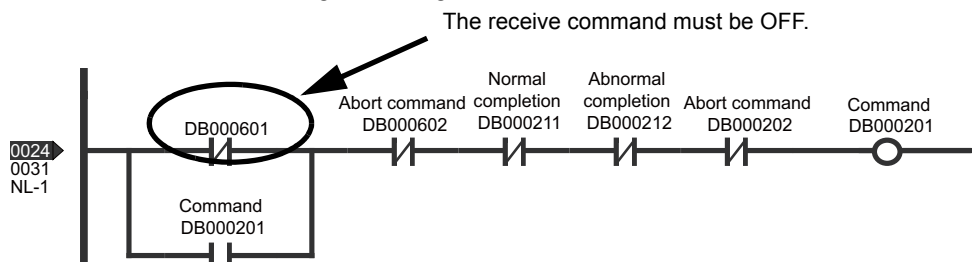 The receive command must be OFF.
Normal
Abnormal
Abort command
completion
completion
Abort command
Command
DB000601
DB000602
DB000211
DB000212
DB000202
DB000201
0024
0031
NL-1
Command
DB000201